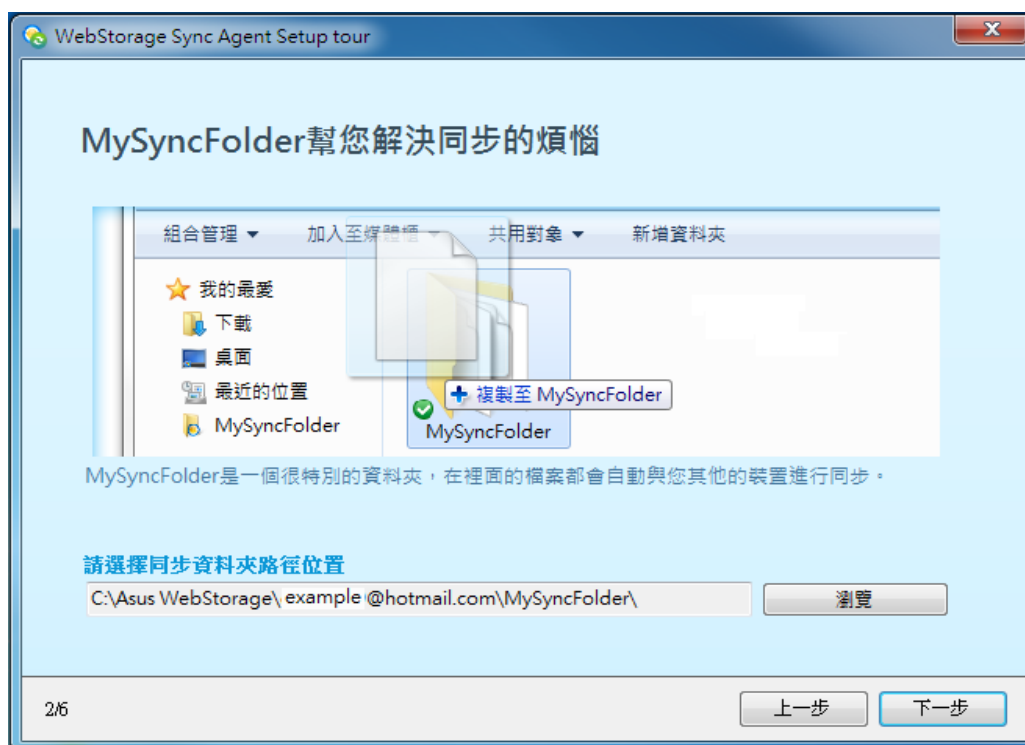 WebStorage Sync Agent Setup tour
MySyncFolder幫您解決同步的煩惱
組合管理 加入至媒體櫃 共用對象 新增資料夾
我的最愛
下載
桌面
最近的位置
MySyncFolder
複製至 MySyncFolder
MySyncFolder
MySyncFolder是一個很特別的資料夾，在裡面的檔案都會自動與您其他的裝置進行同步。
請選擇同步資料夾路徑位置
C:\Asus WebStorage\example@hotmail.com\MySyncFolder\ 瀏覽
2/6 上一步 下一步